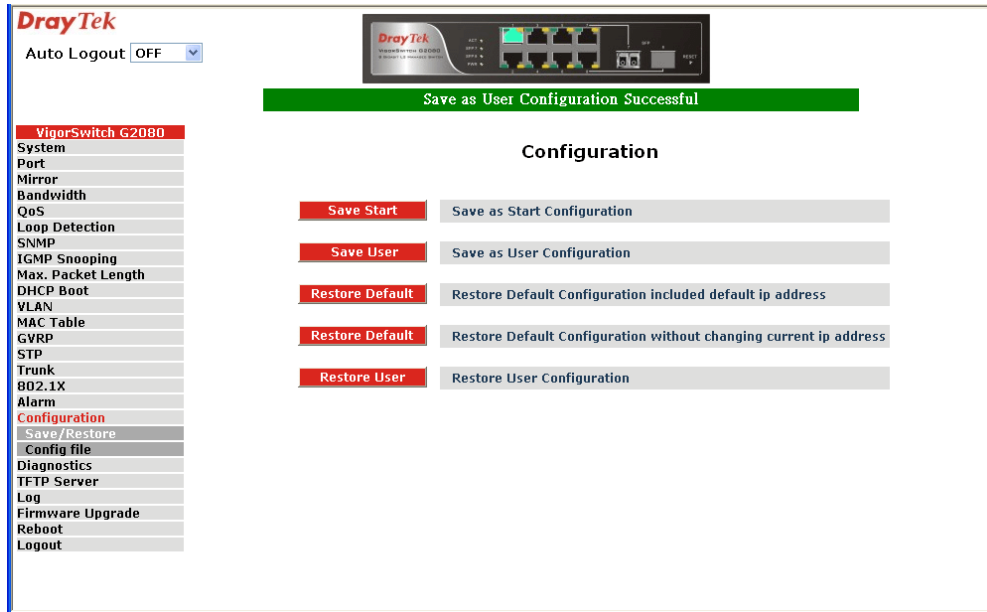 DrayTek
Auto Logout OFF
DrayTek
VigorSwitch G2080
RESET
Save as User Configuration Successful
VigorSwitch G2080
System
Port
Mirror
Bandwidth
QoS
Loop Detection
SNMP
IGMP Snooping
Max. Packet Length
DHCP Boot
VLAN
MAC Table
GVRP
STP
Trunk
802.1X
Alarm
Configuration
Save/Restore
Config file
Diagnostics
TFTP Server
Log
Firmware Upgrade
Reboot
Logout
Configuration
Save Start Save as Start Configuration
Save User Save as User Configuration
Restore Default Restore Default Configuration included default ip address
Restore Default Restore Default Configuration without changing current ip address
Restore User Restore User Configuration